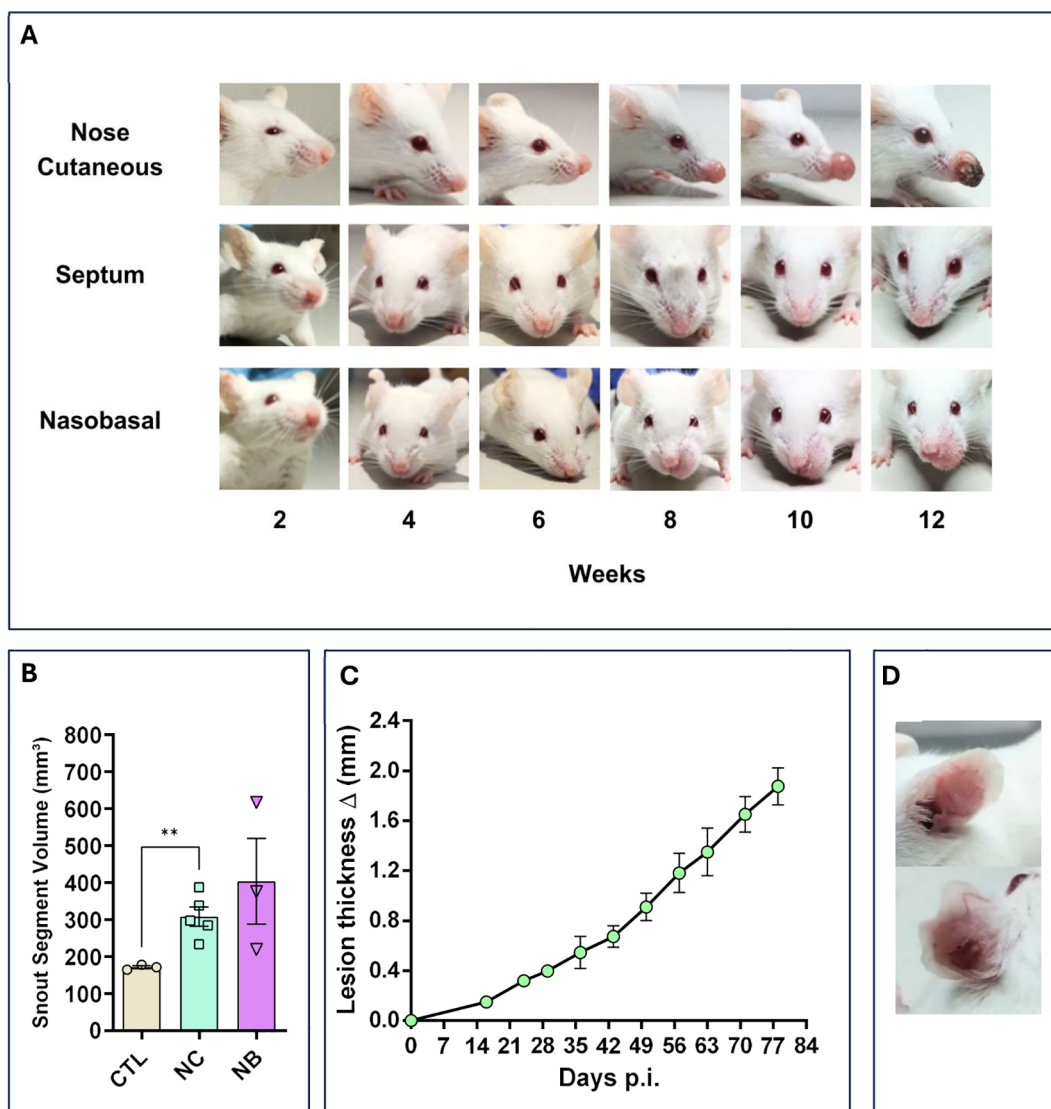 A
Nose
Cutaneous
Septum
Nasobasal
2 4 6 8 10 12
Weeks
B
Snout Segment Volume (mm³)
800
700
600
500
400
300
200
100
0
**
CTL NC NB
C
Lesion thickness Δ (mm)
2.4
2.0
1.6
1.2
0.8
0.4
0.0
0 7 14 21 28 35 42 49 56 63 70 77 84
Days p.i.
D